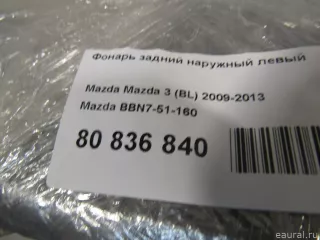 Фонарь задний наружный левый
Mazda Mazda 3 (BL) 2009-2013
Mazda BBN7-51-160
80 836 840
eaural.ru